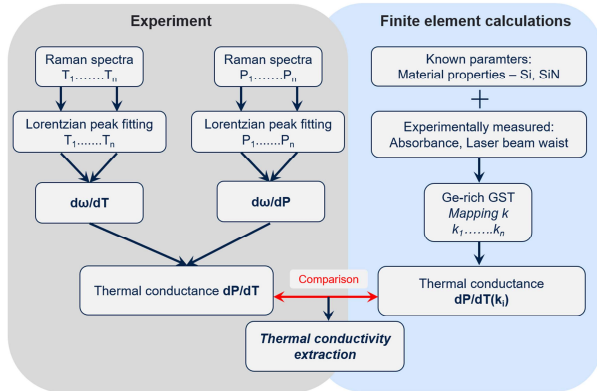 Experiment
Finite element calculations
Raman spectra
T1.......Tn
Raman spectra
P1.......Pn
Known paramters:
Material properties – Si, SiN
+
Lorentzian peak fitting
T1.......Tn
Lorentzian peak fitting
P1.......Pn
Experimentally measured:
Absorbance, Laser beam waist
dω/dT
dω/dP
Ge-rich GST
Mapping k
k1.......kn
Thermal conductance dP/dT
Comparison
Thermal conductance
dP/dT(ki)
Thermal conductivity
extraction